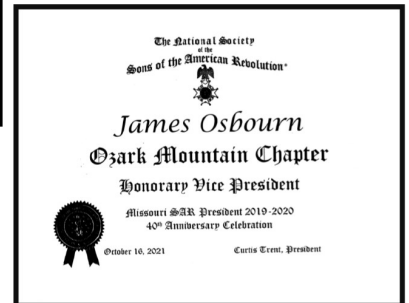 The National Society
of the
Sons of the American Revolution®
James Osbourn
Ozark Mountain Chapter
Honorary Vice President
Missouri SAR President 2019-2020
40th Anniversary Celebration
October 16, 2021
Curtis Trent, President